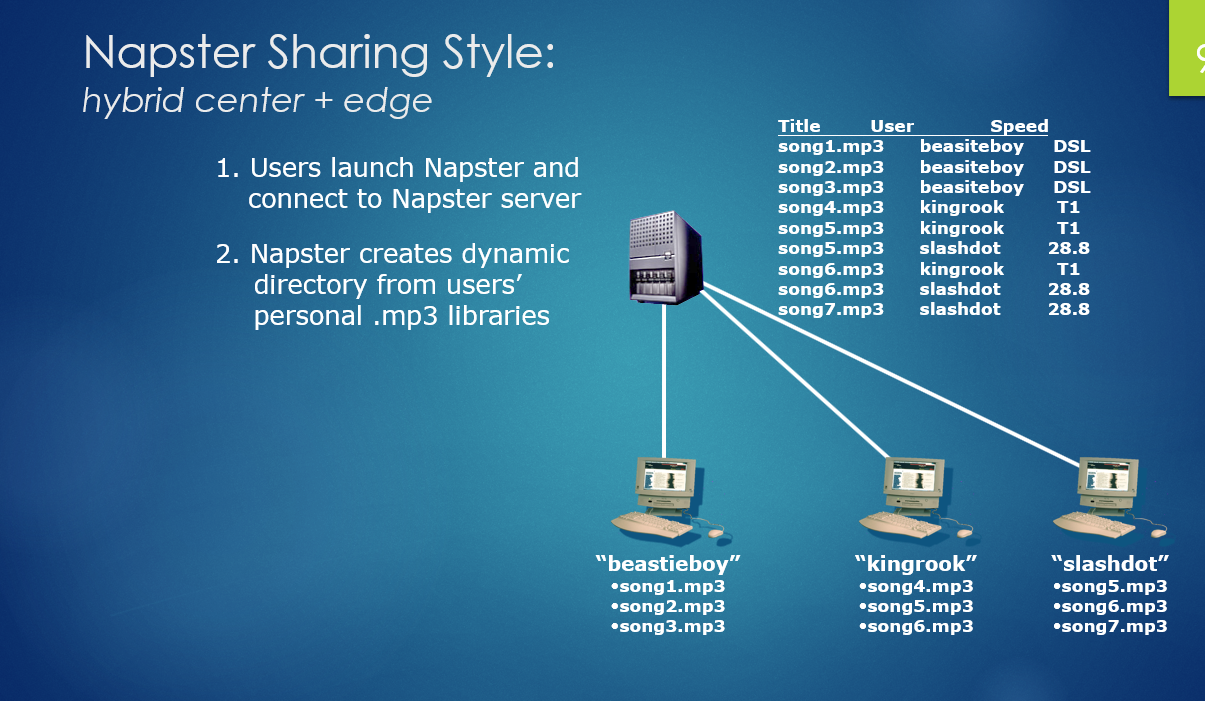 Napster Sharing Style:
hybrid center + edge
9
1. Users launch Napster and
connect to Napster server
2. Napster creates dynamic
directory from users’
personal .mp3 libraries
Title User Speed
song1.mp3 beasiteboy DSL
song2.mp3 beasiteboy DSL
song3.mp3 beasiteboy DSL
song4.mp3 kingrook T1
song5.mp3 kingrook T1
song5.mp3 slashdot 28.8
song6.mp3 kingrook T1
song6.mp3 slashdot 28.8
song7.mp3 slashdot 28.8
“beastieboy”
•song1.mp3
•song2.mp3
•song3.mp3
“kingrook”
•song4.mp3
•song5.mp3
•song6.mp3
“slashdot”
•song5.mp3
•song6.mp3
•song7.mp3